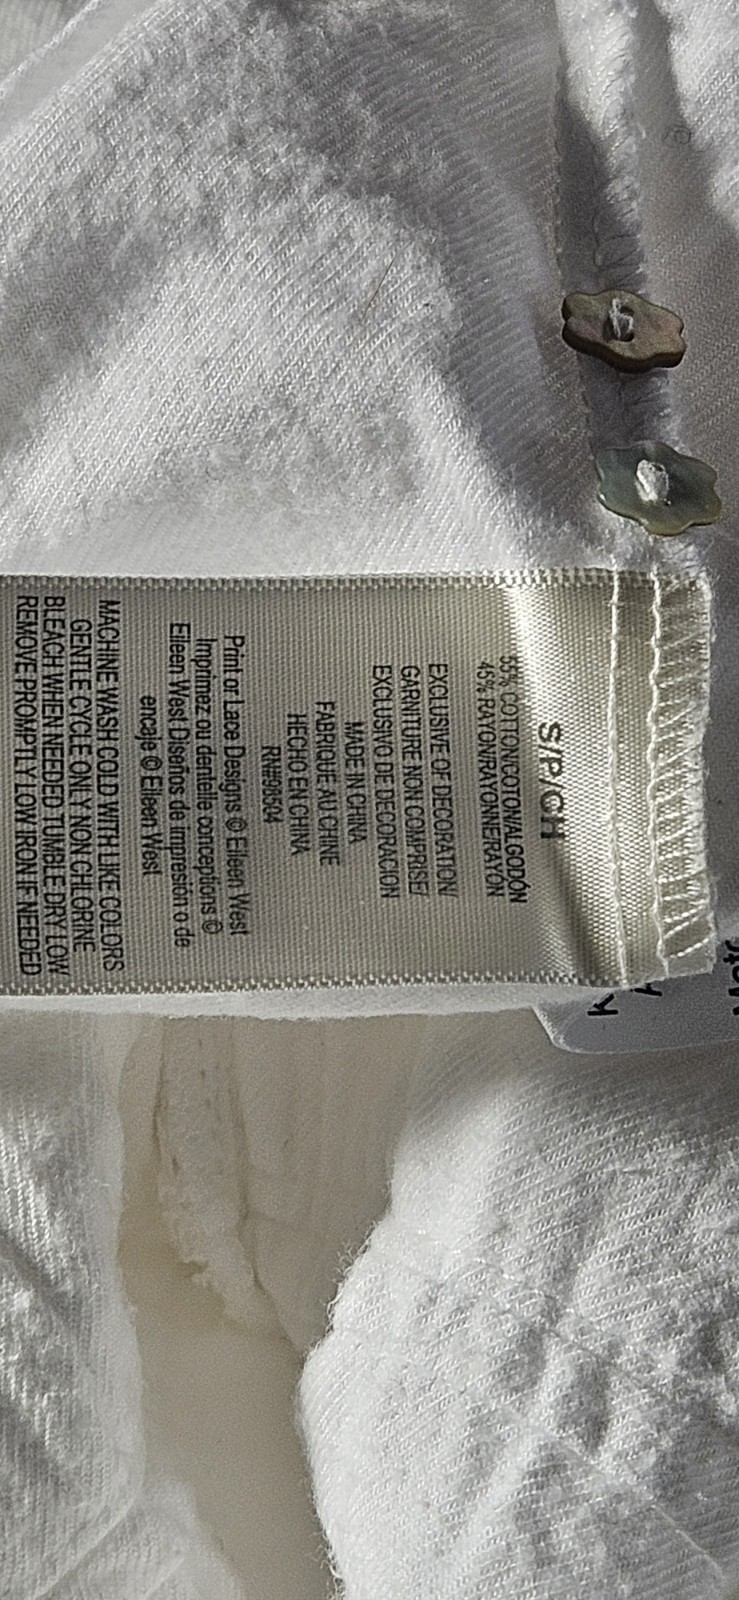 S/P/CH
55% COTTON/COTON/ALGODÓN
45% RAYON/RAYONNE/RAYÓN
EXCLUSIVE OF DECORATION/
GARNITURE NON COMPRISE/
EXCLUSIVO DE DECORACION
MADE IN CHINA
FABRIQUE AU CHINE
HECHO EN CHINA
RN#96504
Print or Lace Designs © Eileen West
Imprimez ou dentelle conceptions ©
Eileen West Diseños de impresión o de
encaje © Eileen West
MACHINE WASH COLD WITH LIKE COLORS
GENTLE CYCLE ONLY NON CHLORINE
BLEACH WHEN NEEDED TUMBLE DRY LOW
REMOVE PROMPTLY LOW IRON IF NEEDED